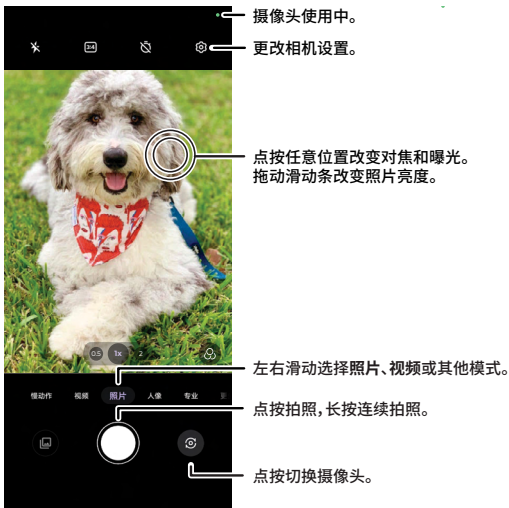 摄像头使用中。
3:4
更改相机设置。
点按任意位置改变对焦和曝光。
拖动滑动条改变照片亮度。
0.5 1x 2
左右滑动选择照片、视频或其他模式。
慢动作 视频 照片 人像 专业
点按拍照，长按连续拍照。
点按切换摄像头。